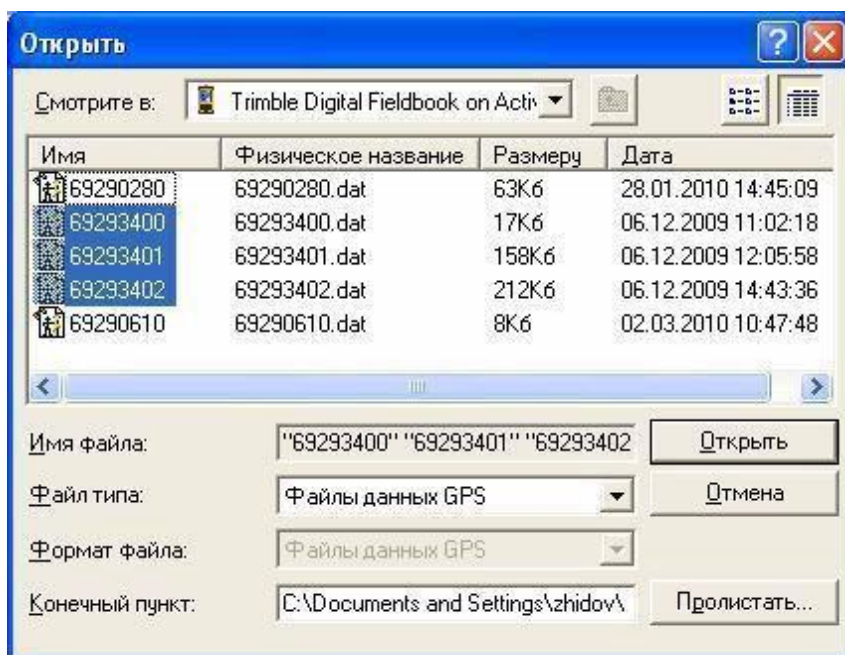 Открыть
Смотрите в: Trimble Digital Fieldbook on Activ
Имя Физическое название Размеру Дата
69290280 69290280.dat 63Кб 28.01.2010 14:45:09
69293400 69293400.dat 17Кб 06.12.2009 11:02:18
69293401 69293401.dat 158Кб 06.12.2009 12:05:58
69293402 69293402.dat 212Кб 06.12.2009 14:43:36
69290610 69290610.dat 8Кб 02.03.2010 10:47:48
Имя файла: "69293400" "69293401" "69293402 Открыть
Файл типа: Файлы данных GPS Отмена
Формат файла: Файлы данных GPS
Конечный пункт: C:\Documents and Settings\zhidov\ Пролистать...